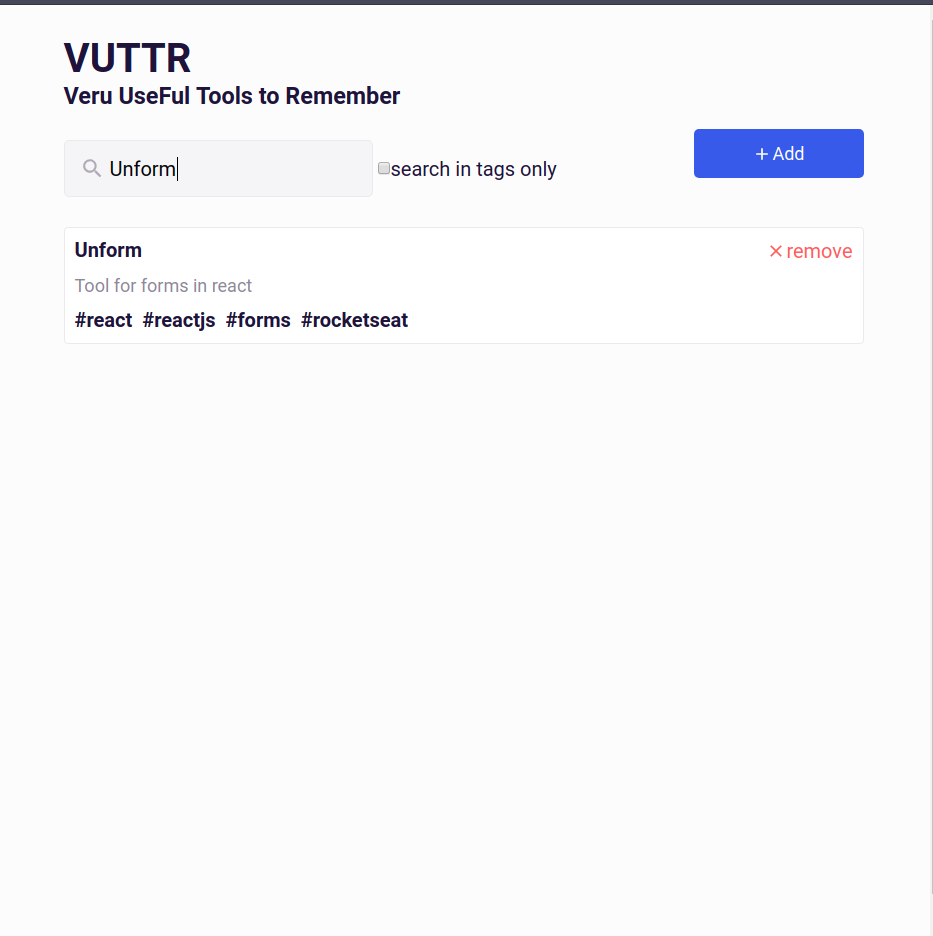 VUTTR
Veru UseFul Tools to Remember
Unform
search in tags only
+ Add
Unform
× remove
Tool for forms in react
#react #reactjs #forms #rocketseat